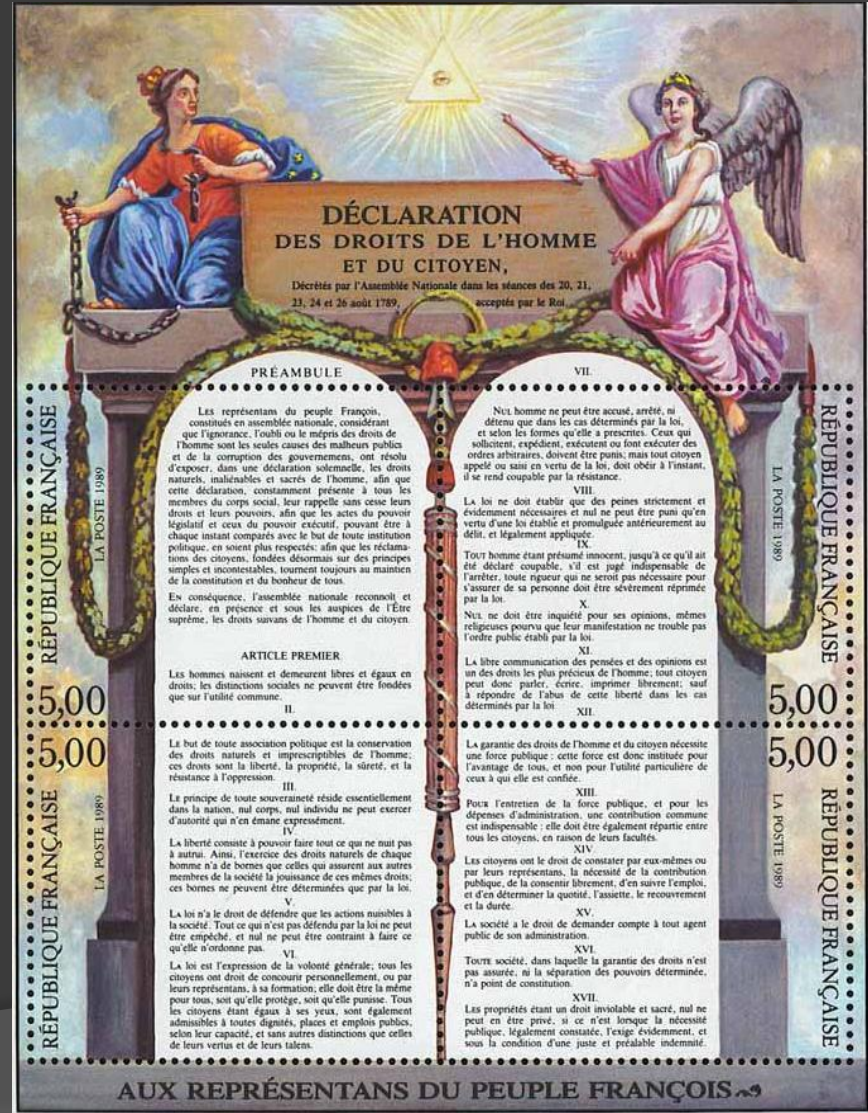 DÉCLARATION
DES DROITS DE L'HOMME
ET DU CITOYEN,
Décrétés par l'Assemblée Nationale dans les séances des 20, 21,
23, 24 et 26 août 1789, acceptés par le Roi
PRÉAMBULE
LES représentans du peuple François,
constitués en assemblée nationale, considérant
que l'ignorance, l'oubli ou le mépris des droits de
l'homme sont les seules causes des malheurs publics
et de la corruption des gouvernemens, ont résolu
d'exposer, dans une déclaration solemnelle, les droits
naturels, inaliénables et sacrés de l'homme, afin que
cette déclaration, constamment présente à tous les
membres du corps social, leur rappelle sans cesse leurs
droits et leurs pouvoirs, afin que les actes du pouvoir
législatif et ceux du pouvoir exécutif, pouvant être à
chaque instant comparés avec le but de toute institution
politique, en soient plus respectés; afin que les réclama-
tions des citoyens, fondées désormais sur des principes
simples et incontestables, tournent toujours au maintien
de la constitution et du bonheur de tous.
EN conséquence, l'assemblée nationale reconnoît et
déclare, en présence et sous les auspices de l'Être
suprême, les droits suivans de l'homme et du citoyen.
ARTICLE PREMIER
LES hommes naissent et demeurent libres et égaux en
droits; les distinctions sociales ne peuvent être fondées
que sur l'utilité commune.
II.
LE but de toute association politique est la conservation
des droits naturels et imprescriptibles de l'homme;
ces droits sont la liberté, la propriété, la sûreté, et la
résistance à l'oppression.
III.
LE principe de toute souveraineté réside essentiellement
dans la nation, nul corps, nul individu ne peut exercer
d'autorité qui n'en émane expressément.
IV.
LA liberté consiste à pouvoir faire tout ce qui ne nuit pas
à autrui. Ainsi, l'exercice des droits naturels de chaque
homme n'a de bornes que celles qui assurent aux autres
membres de la société la jouissance de ces mêmes droits;
ces bornes ne peuvent être déterminées que par la loi.
V.
LA loi n'a le droit de défendre que les actions nuisibles à
la société. Tout ce qui n'est pas défendu par la loi ne peut
être empêché, et nul ne peut être contraint à faire ce
qu'elle n'ordonne pas.
VI.
LA loi est l'expression de la volonté générale; tous les
citoyens ont droit de concourir personnellement, ou par
leurs représentans, à sa formation; elle doit être la même
pour tous, soit qu'elle protège, soit qu'elle punisse. Tous
les citoyens étant égaux à ses yeux, sont également
admissibles à toutes dignités, places et emplois publics,
selon leur capacité, et sans autres distinctions que celles
de leurs vertus et de leurs talens.
VII.
NUL homme ne peut être accusé, arrêté, ni
détenu que dans les cas déterminés par la loi,
et selon les formes qu'elle a prescrites. Ceux qui
sollicitent, expédient, exécutent ou font exécuter des
ordres arbitraires, doivent être punis; mais tout citoyen
appelé ou saisi en vertu de la loi, doit obéir à l'instant,
il se rend coupable par la résistance.
VIII.
LA loi ne doit établir que des peines strictement et
évidemment nécessaires et nul ne peut être puni qu'en
vertu d'une loi établie et promulguée antérieurement au
délit, et légalement appliquée.
IX.
TOUT homme étant présumé innocent, jusqu'à ce qu'il ait
été déclaré coupable, s'il est jugé indispensable de
l'arrêter, toute rigueur qui ne seroit pas nécessaire pour
s'assurer de sa personne doit être sévèrement réprimée
par la loi.
X.
NUL ne doit être inquiété pour ses opinions, mêmes
religieuses pourvu que leur manifestation ne trouble pas
l'ordre public établi par la loi.
XI.
LA libre communication des pensées et des opinions est
un des droits les plus précieux de l'homme; tout citoyen
peut donc parler, écrire, imprimer librement; sauf
à répondre de l'abus de cette liberté dans les cas
déterminés par la loi
XII.
LA garantie des droits de l'homme et du citoyen nécessite
une force publique : cette force est donc instituée pour
l'avantage de tous, et non pour l'utilité particulière de
ceux à qui elle est confiée.
XIII.
POUR l'entretien de la force publique, et pour les
dépenses d'administration, une contribution commune
est indispensable : elle doit être également répartie entre
tous les citoyens, en raison de leurs facultés.
XIV.
LES citoyens ont le droit de constater par eux-mêmes ou
par leurs représentans, la nécessité de la contribution
publique, de la consentir librement, d'en suivre l'emploi,
et d'en déterminer la quotité, l'assiette, le recouvrement
et la durée.
XV.
LA société a le droit de demander compte à tout agent
public de son administration.
XVI.
TOUTE société, dans laquelle la garantie des droits n'est
pas assurée, ni la séparation des pouvoirs déterminée,
n'a point de constitution.
XVII.
LES propriétés étant un droit inviolable et sacré, nul ne
peut en être privé, si ce n'est lorsque la nécessité
publique, légalement constatée, l'exige évidemment, et
sous la condition d'une juste et préalable indemnité.
RÉPUBLIQUE FRANÇAISE
LA POSTE 1989
5,00
RÉPUBLIQUE FRANÇAISE
LA POSTE 1989
5,00
5,00
RÉPUBLIQUE FRANÇAISE
LA POSTE 1989
5,00
RÉPUBLIQUE FRANÇAISE
LA POSTE 1989
AUX REPRÉSENTANS DU PEUPLE FRANÇOIS